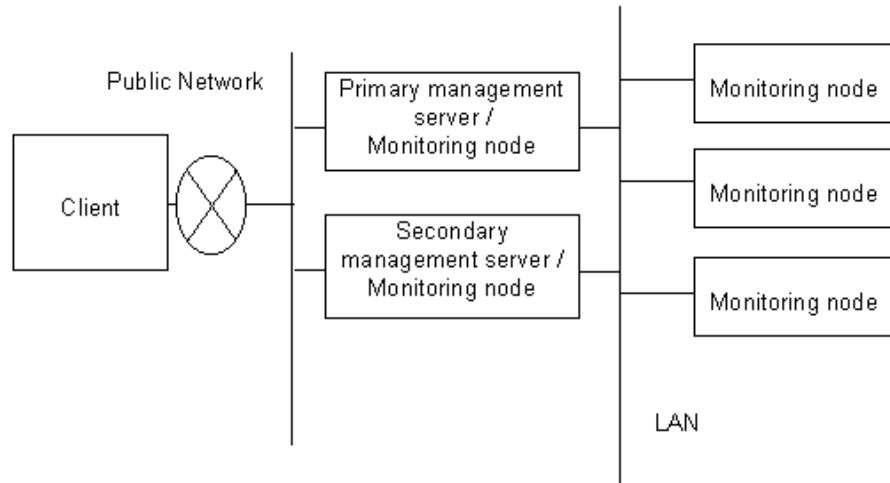 Public Network
Client
Primary management
server /
Monitoring node
Secondary
management server /
Monitoring node
Monitoring node
Monitoring node
Monitoring node
LAN